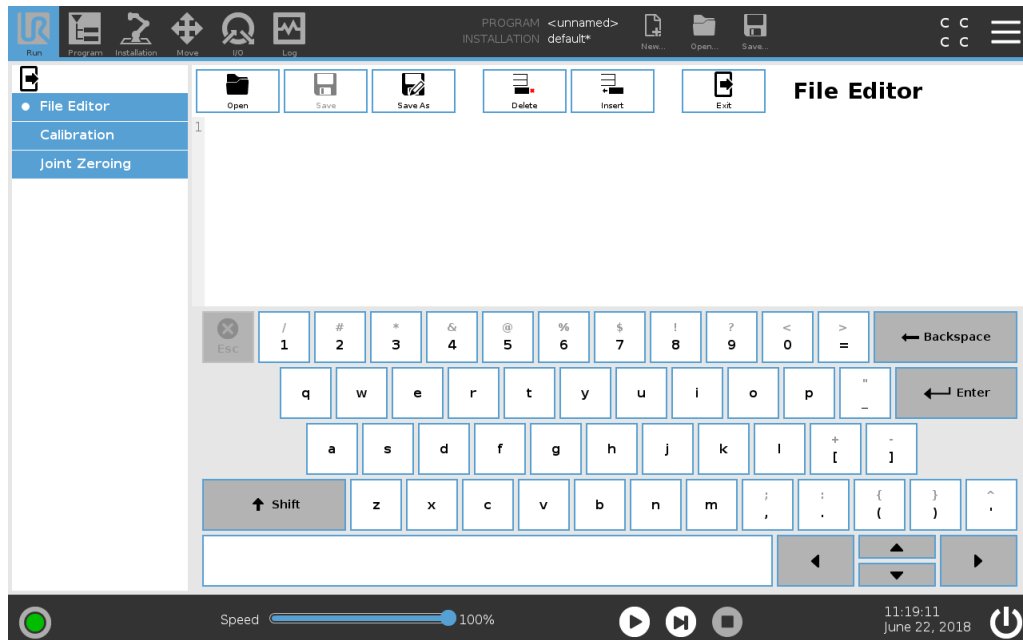 PROGRAM <unnamed>
INSTALLATION default*
C C
C C
UR
Run Program Installation Move I/O Log New... Open... Save...
File Editor
Calibration
Joint Zeroing
Open Save Save As Delete Insert Exit
File Editor
1
Esc
/ # * & @ % $ ! ? < >
1 2 3 4 5 6 7 8 9 0 =
Backspace
q w e r t y u i o p " _
Enter
a s d f g h j k l + [ - ]
Shift
z x c v b n m ; , : . { ( } ) ^ '
Speed 100%
11:19:11
June 22, 2018